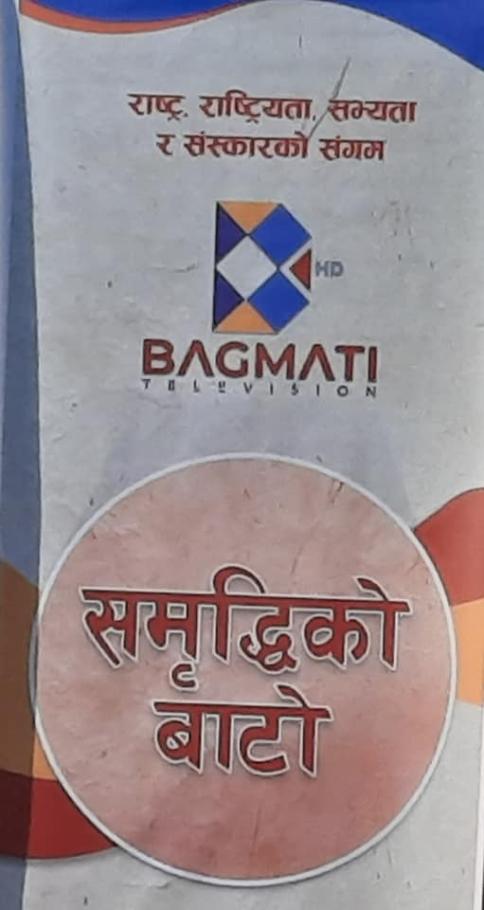 राष्ट्र, राष्ट्रियता, सभ्यता
र संस्कारको संगम
HD
BAGMATI
TELEVISION
समृद्धिको
बाटो